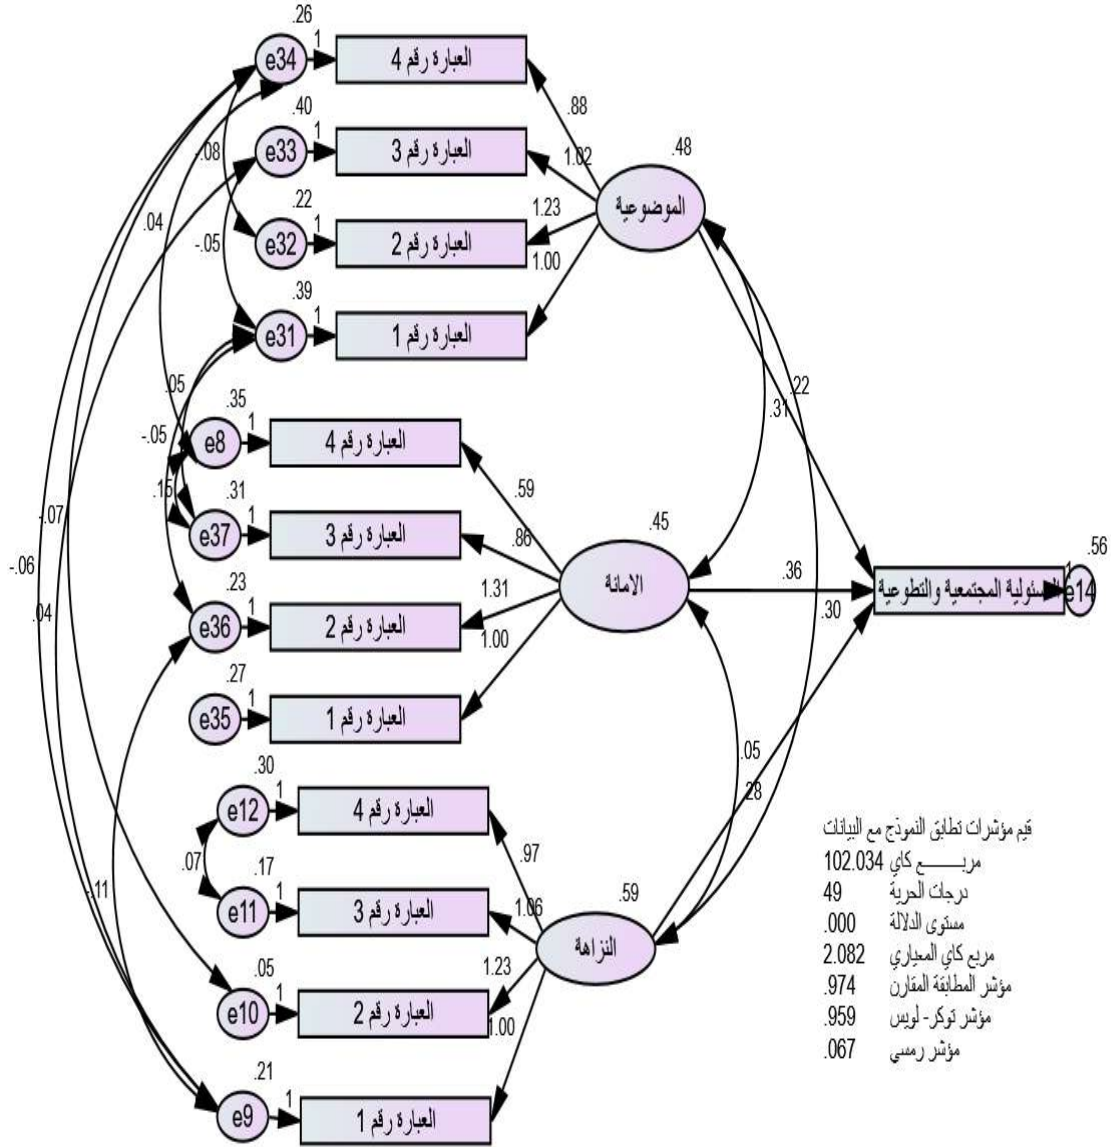 .26
e34 1 العبارة رقم 4
.88
.40
e33 1 العبارة رقم 3
1.02
.48
-.08
الموضوعية
.22
e32 1 العبارة رقم 2
1.23
.04
-.05
1.00
.39
e31 1 العبارة رقم 1
.22
.31
.05
.35
e8 1 العبارة رقم 4
-.05
.59
.15
.31
e37 1 العبارة رقم 3
.86
.45
الامانة
-.07
-.06
.23
e36 1 العبارة رقم 2
1.31
.04
1.00
.36
.30
.56
المسئولية المجتمعية والتطوعية 1 e14
.27
e35 1 العبارة رقم 1
.05
.28
.30
e12 1 العبارة رقم 4
.97
.07
-.11
.17
e11 1 العبارة رقم 3
1.06
.59
النزاهة
.05
e10 1 العبارة رقم 2
1.23
1.00
.21
e9 1 العبارة رقم 1
قيم مؤشرات تطابق النموذج مع البيانات
مربـــــع كاي 102.034
درجات الحرية 49
مستوى الدلالة .000
مربع كاي المعياري 2.082
مؤشر المطابقة المقارن .974
مؤشر توكر- لويس .959
مؤشر رمسي .067